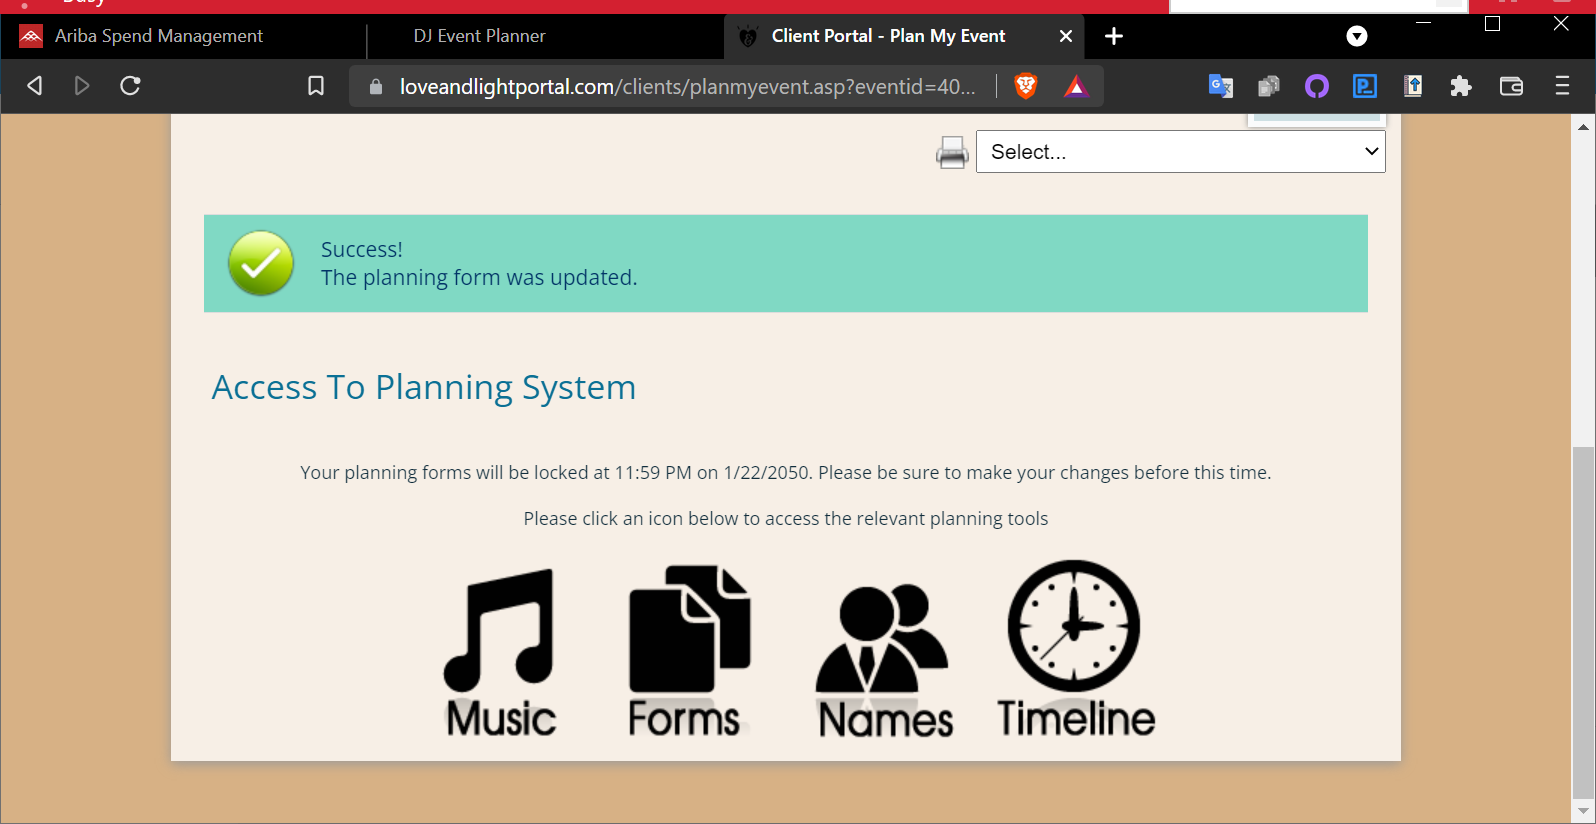 Busy
Ariba Spend Management
DJ Event Planner
Client Portal - Plan My Event
loveandlightportal.com/clients/planmyevent.asp?eventid=40...
Select...
Success!
The planning form was updated.
Access To Planning System
Your planning forms will be locked at 11:59 PM on 1/22/2050. Please be sure to make your changes before this time.
Please click an icon below to access the relevant planning tools
Music
Forms
Names
Timeline